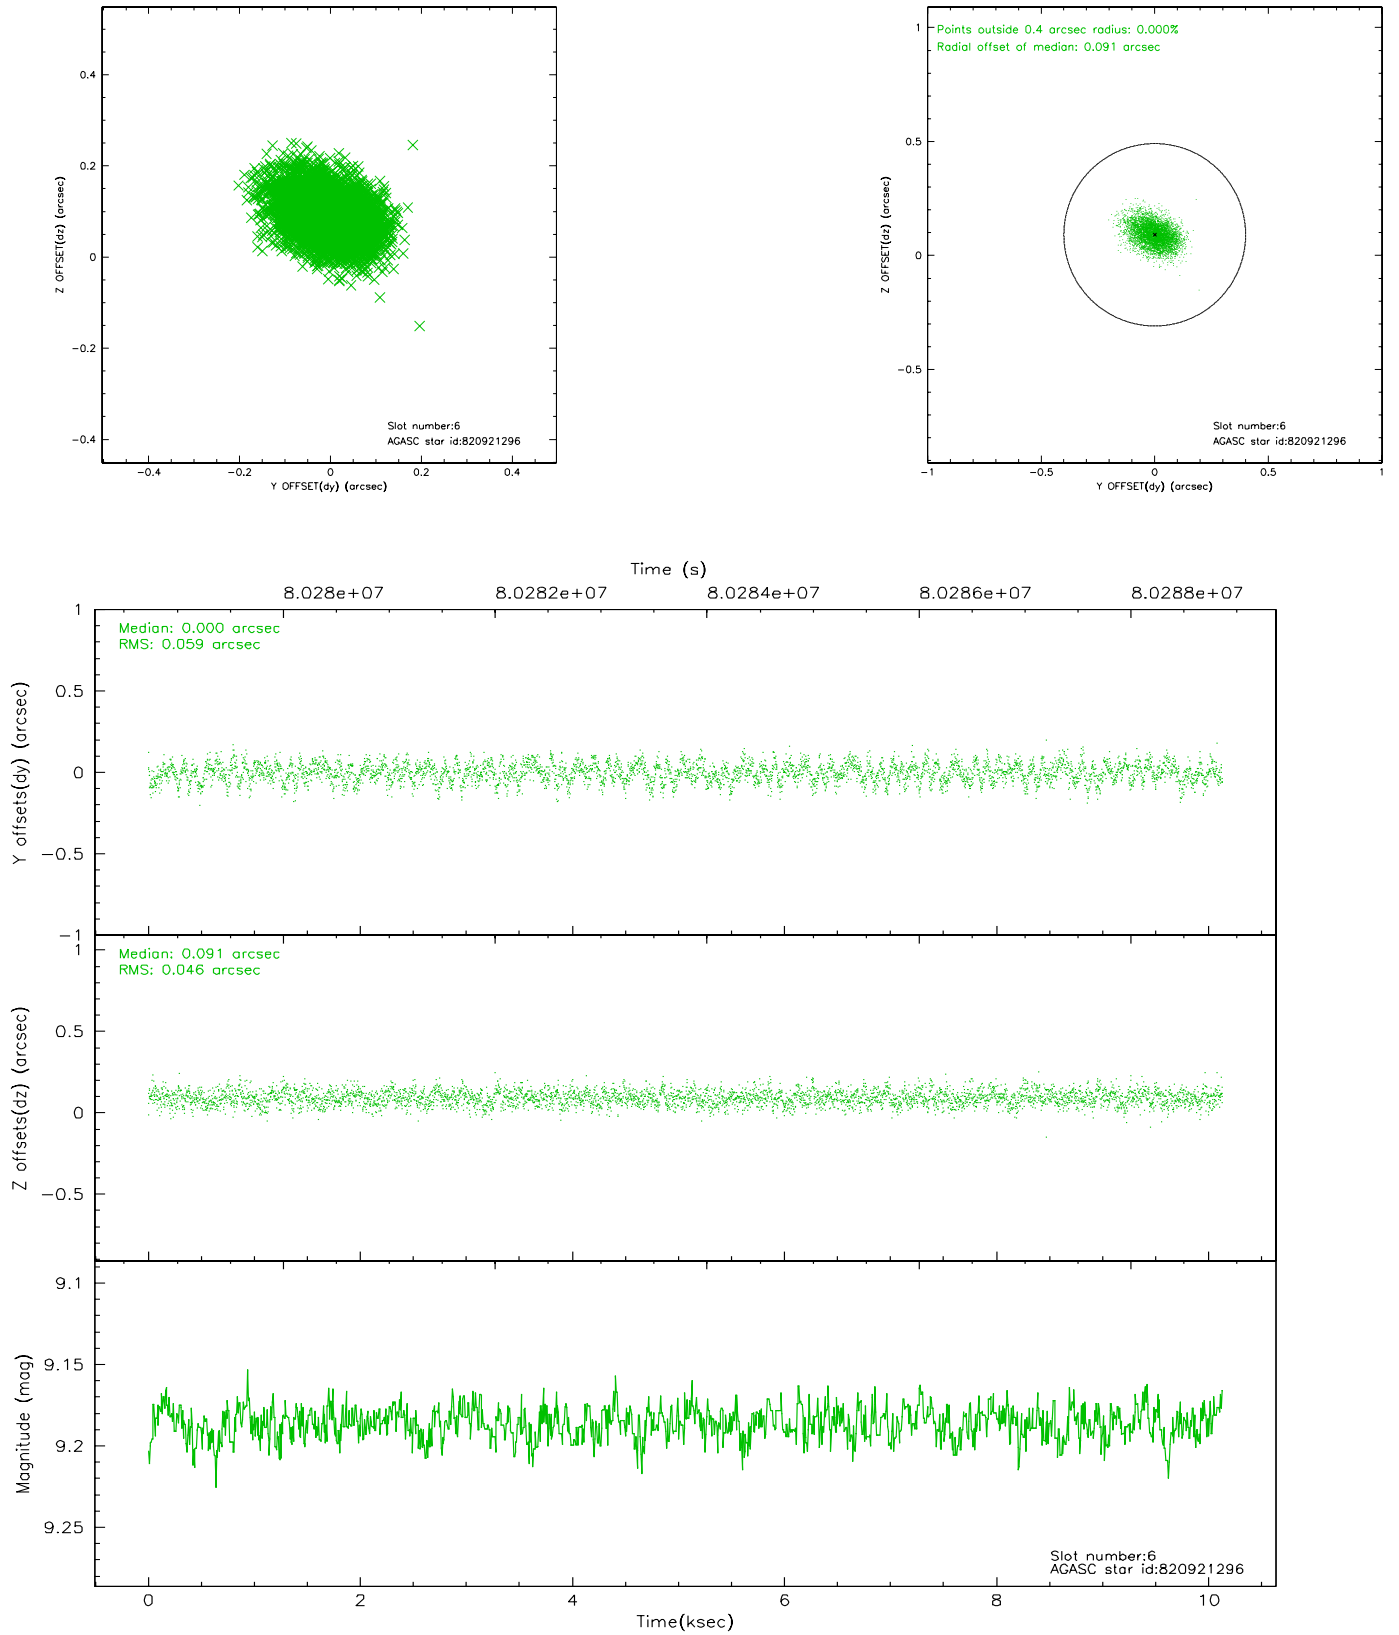 0.4
0.2
0
−0.2
−0.4
Z OFFSET(dz) (arcsec)
Slot number:6
AGASC star id:820921296
−0.4 −0.2 0 0.2 0.4
Y OFFSET(dy) (arcsec)
Points outside 0.4 arcsec radius: 0.000%
Radial offset of median: 0.091 arcsec
1
0.5
0
−0.5
Z OFFSET(dz) (arcsec)
Slot number:6
AGASC star id:820921296
−1 −0.5 0 0.5 1
Y OFFSET(dy) (arcsec)
Time (s)
8.028e+07 8.0282e+07 8.0284e+07 8.0286e+07 8.0288e+07
Median: 0.000 arcsec
RMS: 0.059 arcsec
1
0.5
0
−0.5
−1
Y offsets(dy) (arcsec)
Median: 0.091 arcsec
RMS: 0.046 arcsec
1
0.5
0
−0.5
Z offsets(dz) (arcsec)
9.1
9.15
9.2
9.25
Magnitude (mag)
Slot number:6
AGASC star id:820921296
0 2 4 6 8 10
Time(ksec)